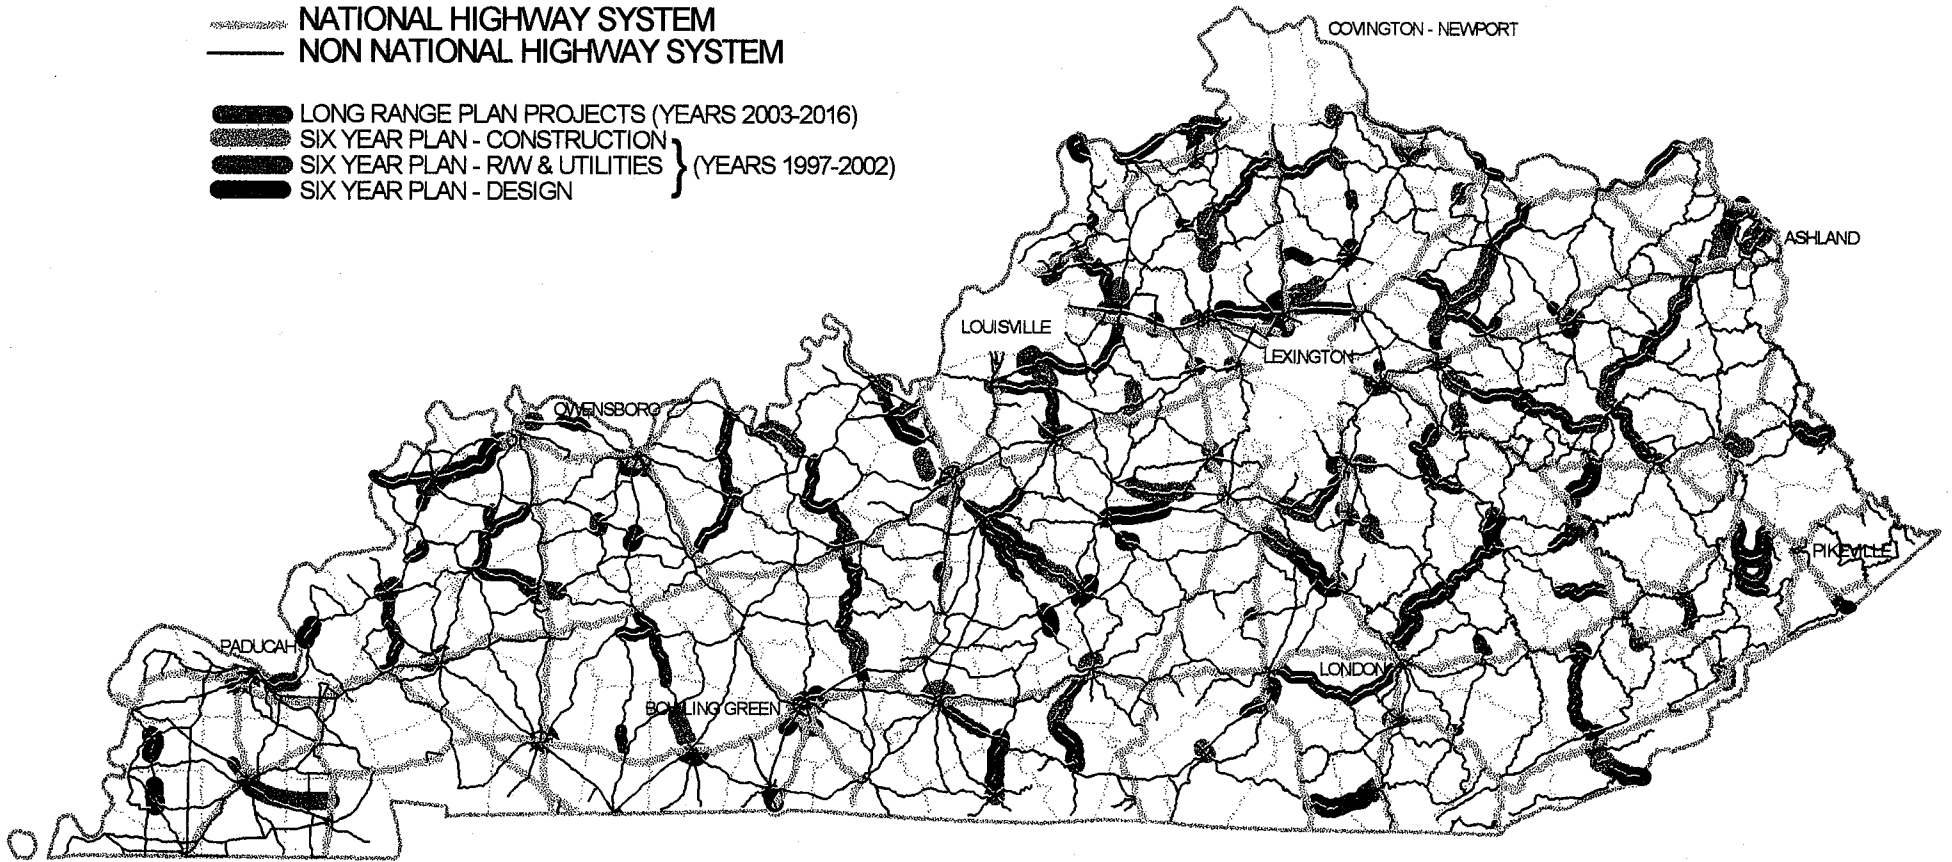 NATIONAL HIGHWAY SYSTEM
NON NATIONAL HIGHWAY SYSTEM
LONG RANGE PLAN PROJECTS (YEARS 2003-2016)
SIX YEAR PLAN - CONSTRUCTION
SIX YEAR PLAN - R/W & UTILITIES } (YEARS 1997-2002)
SIX YEAR PLAN - DESIGN
COVINGTON - NEWPORT
ASHLAND
LOUISVILLE
LEXINGTON
OWENSBORO
PIKEVILLE
PADUCAH
LONDON
BOWLING GREEN